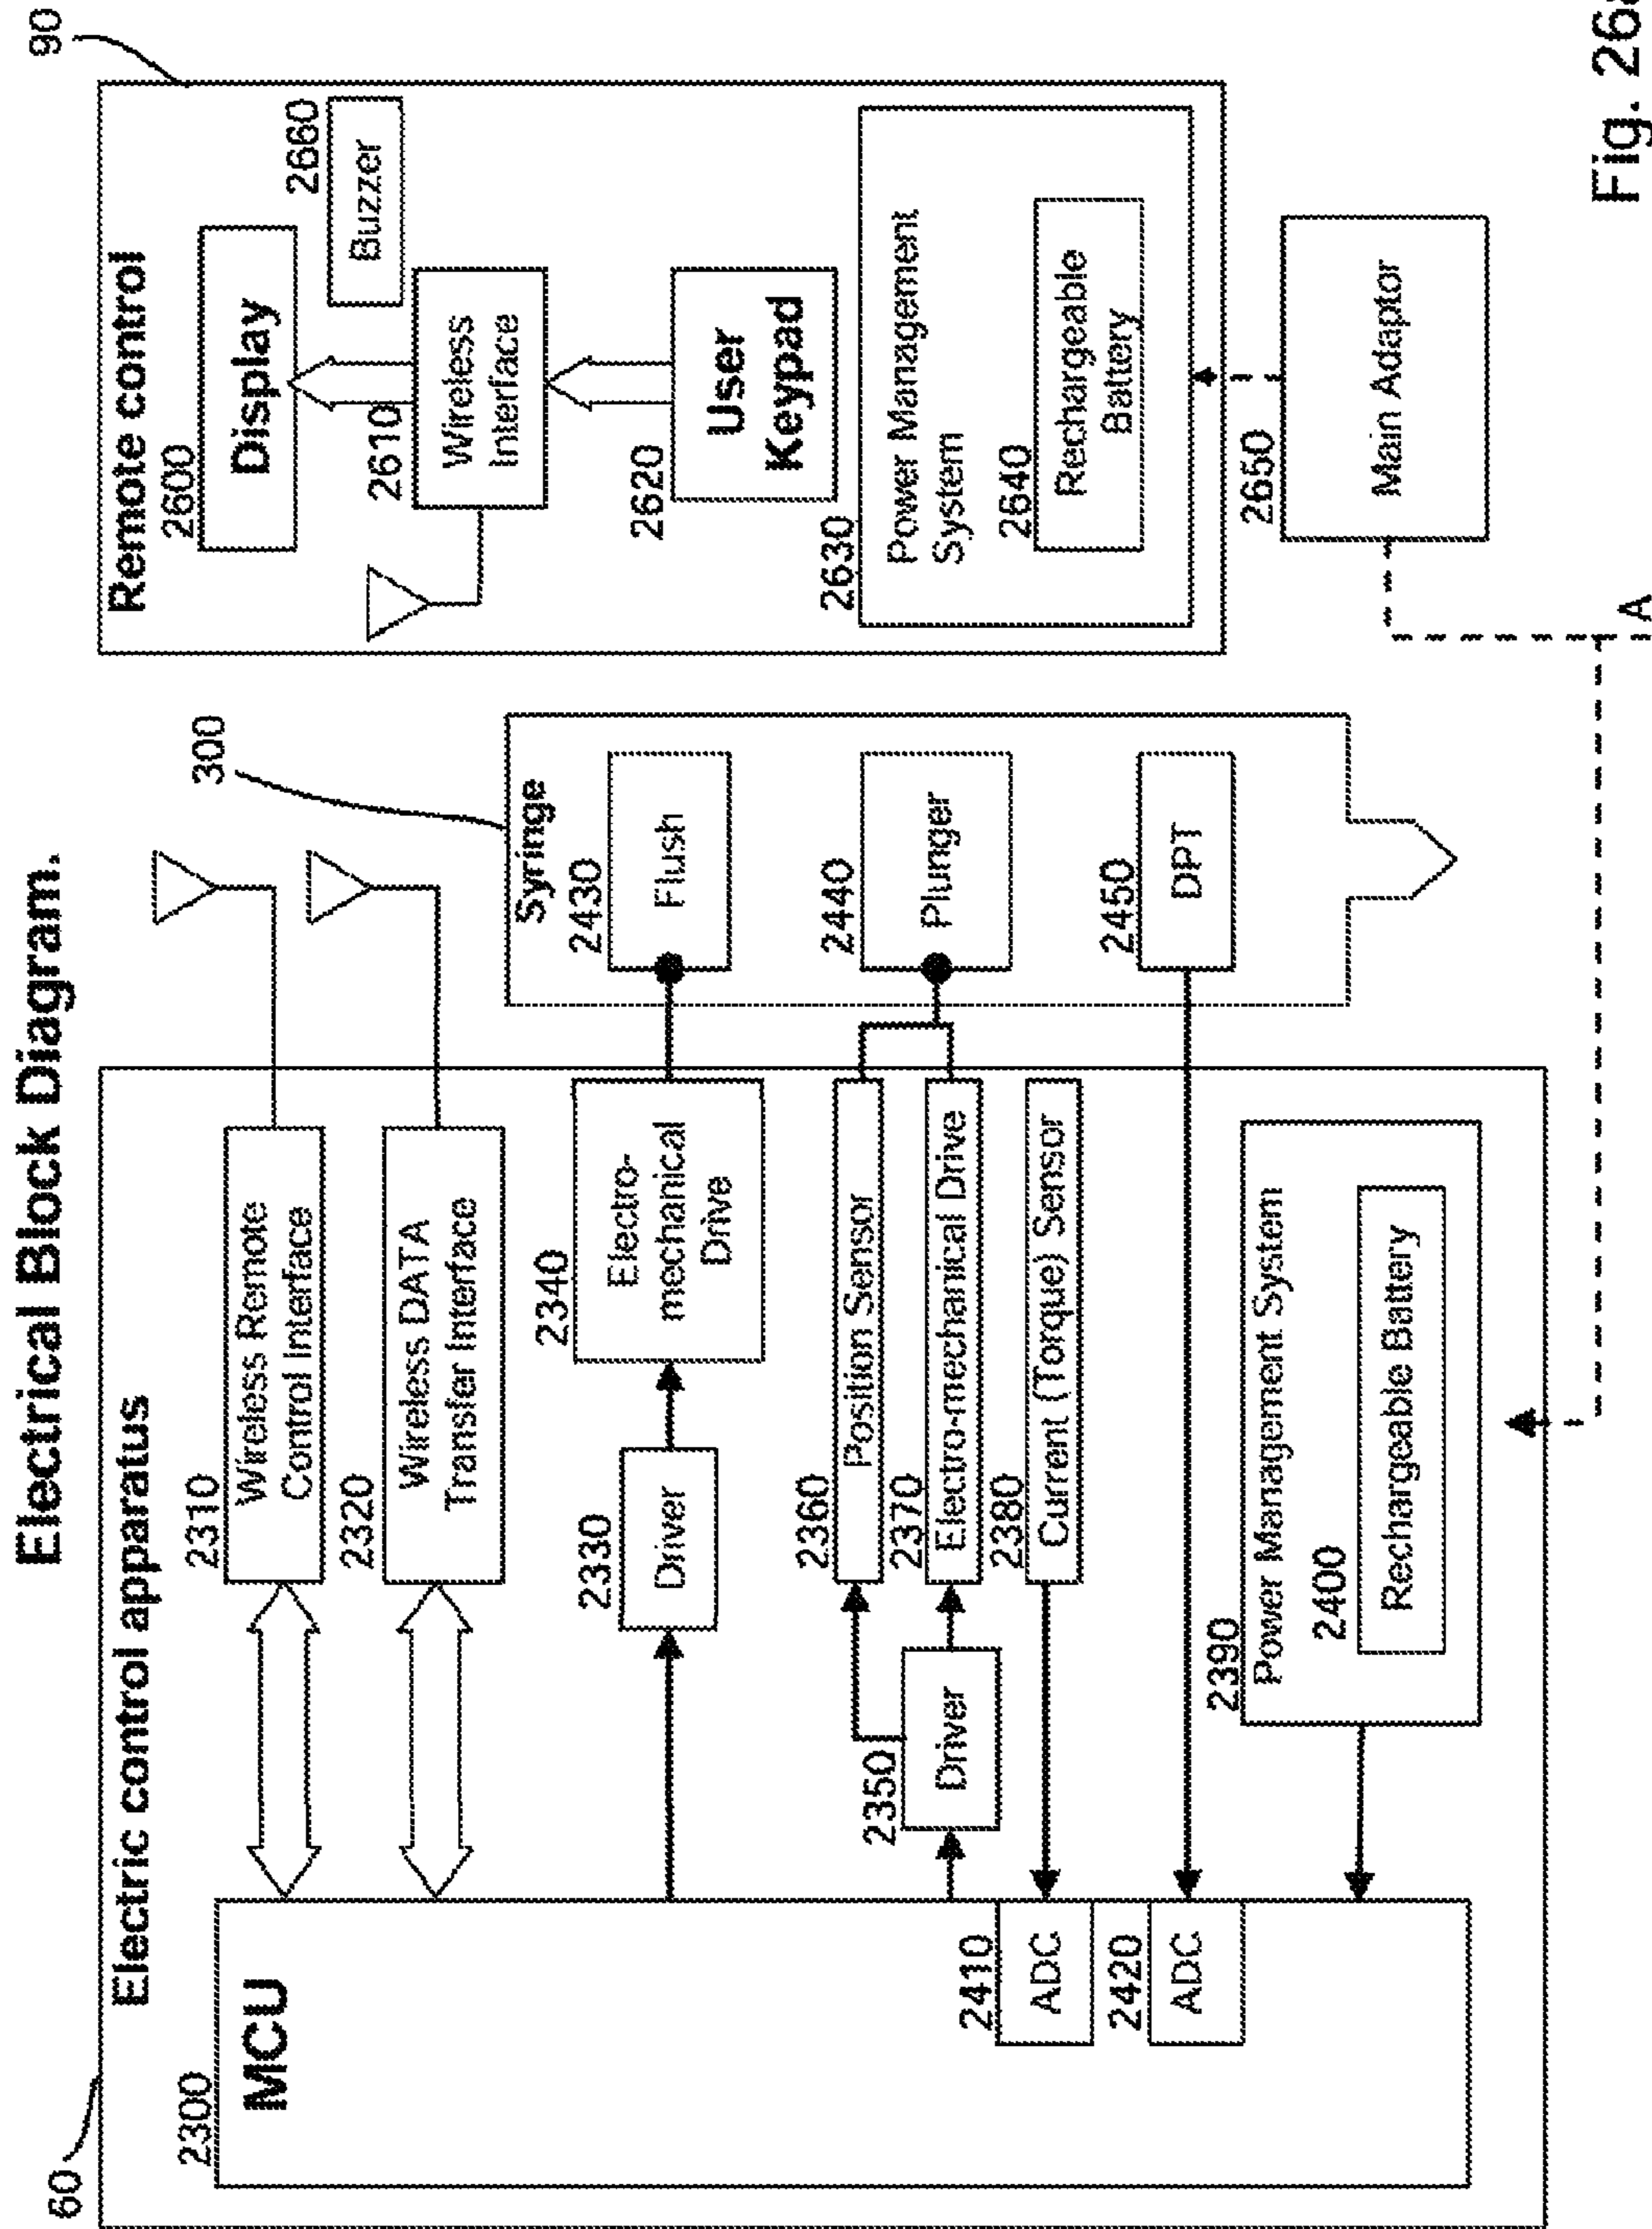 Electrical Block Diagram.
60
Electric control apparatus
2300
MCU
2310
Wireless Remote
Control Interface
2320
Wireless DATA
Transfer Interface
2330
Driver
2340
Electro-
mechanical
Drive
2350
Driver
2360
Position Sensor
2370
Electro-mechanical Drive
2380
Current (Torque) Sensor
2410
ADC
2420
ADC
2390
Power Management System
2400
Rechargeable Battery
300
Syringe
2430
Flush
2440
Plunger
2450
DPT
90
Remote control
2600
Display
2660
Buzzer
2610
Wireless
Interface
2620
User
Keypad
2630
Power Management
System
2640
Rechargeable
Battery
2650
Main Adaptor
A